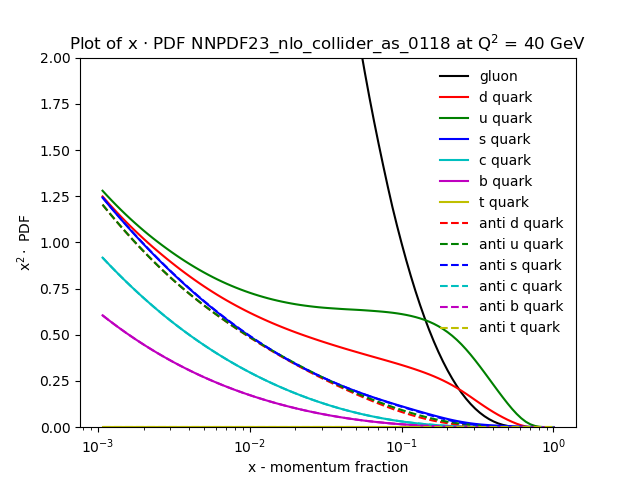 Plot of x · PDF NNPDF23_nlo_collider_as_0118 at Q² = 40 GeV
x² · PDF
2.00
1.75
1.50
1.25
1.00
0.75
0.50
0.25
0.00
gluon
d quark
u quark
s quark
c quark
b quark
t quark
anti d quark
anti u quark
anti s quark
anti c quark
anti b quark
anti t quark
10⁻³ 10⁻² 10⁻¹ 10⁰
x - momentum fraction